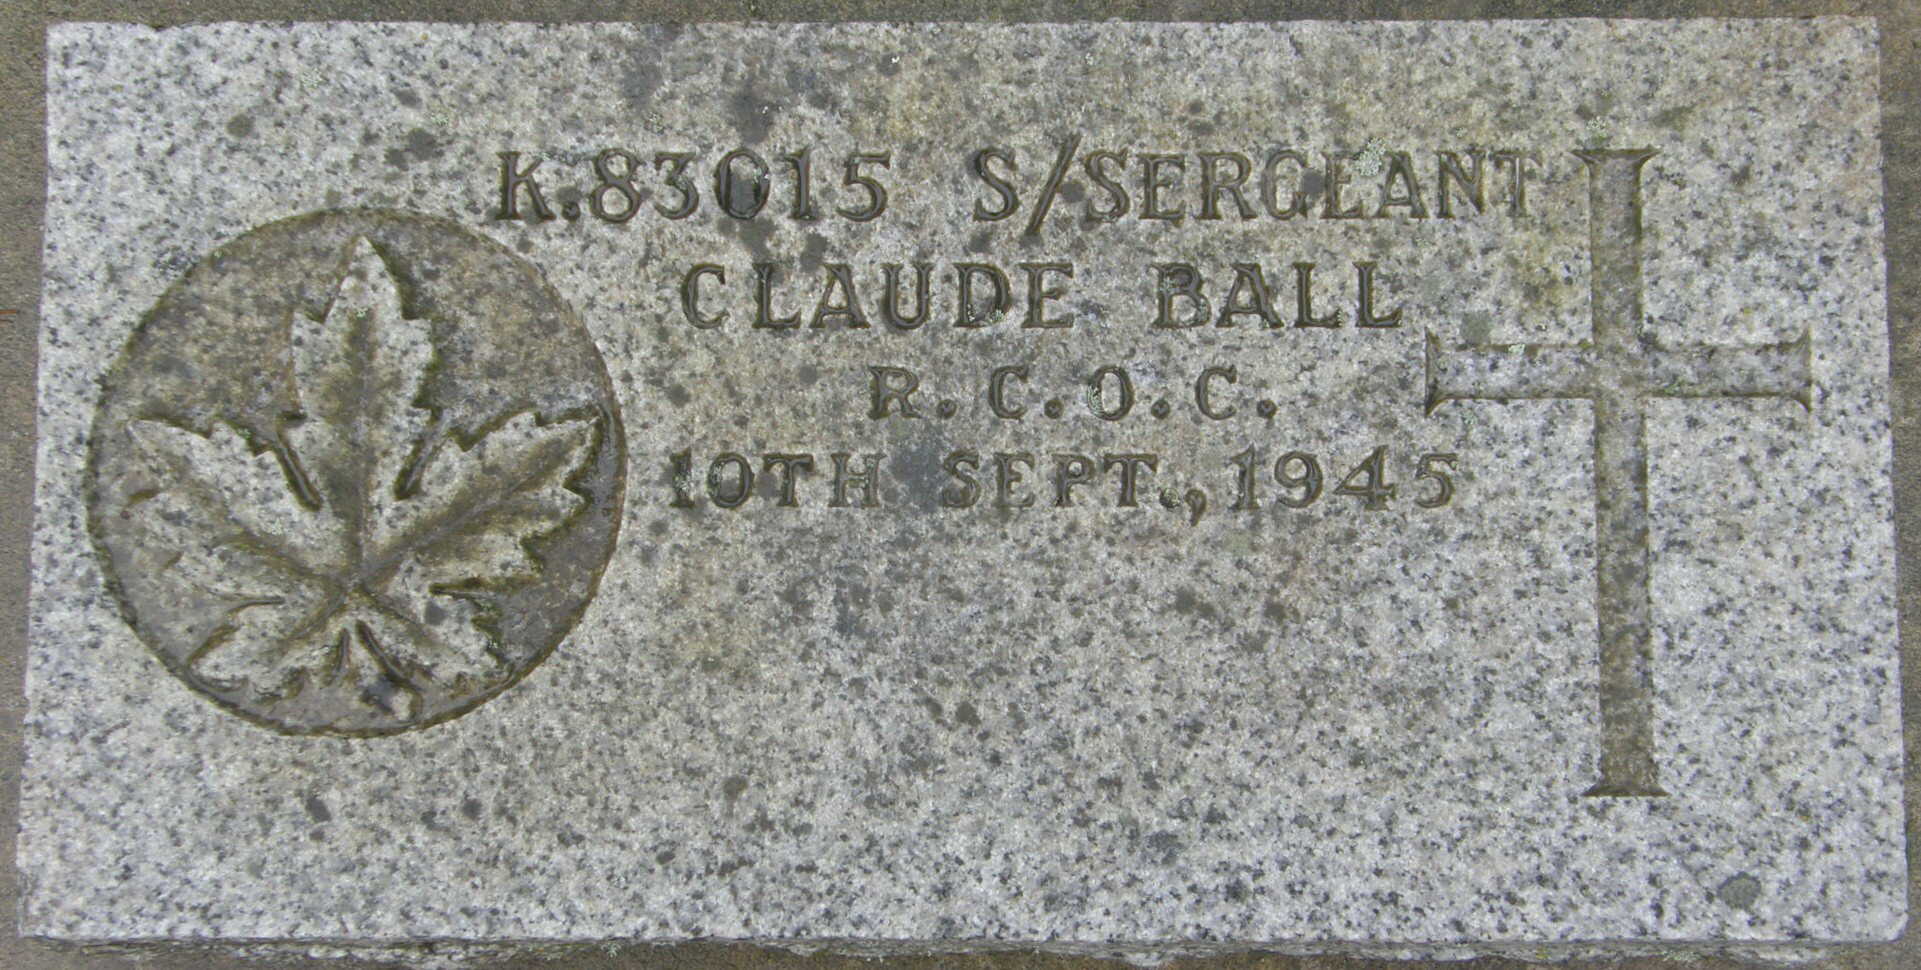 K.83015 S/SERGEANT
CLAUDE BALL
R.C.O.C.
10TH SEPT., 1945